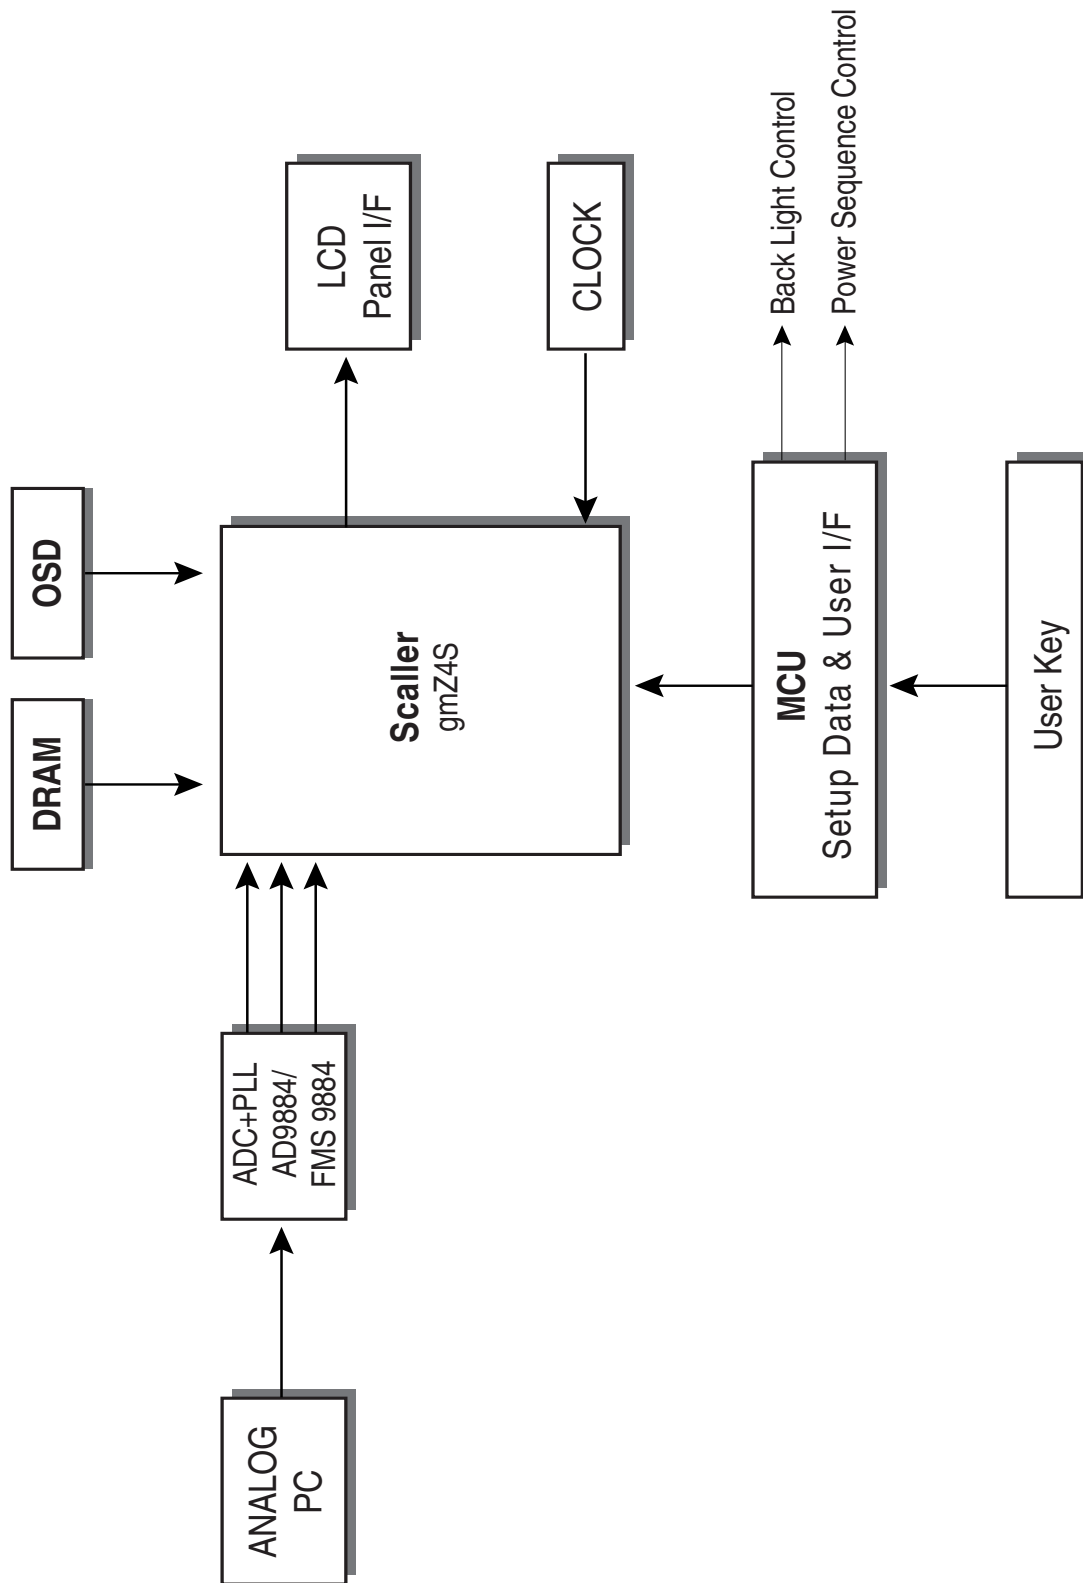 ANALOG
PC
ADC+PLL
AD9884/
FMS 9884
DRAM
OSD
Scaller
gmZ4S
LCD
Panel I/F
CLOCK
MCU
Setup Data & User I/F
Back Light Control
Power Sequence Control
User Key